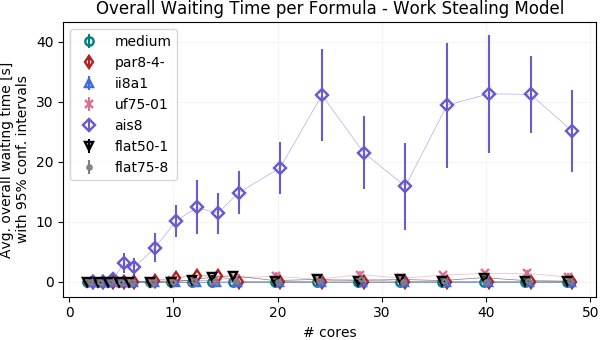 Overall Waiting Time per Formula - Work Stealing Model
Avg. overall waiting time [s]
with 95% conf. intervals
40
30
20
10
0
medium
par8-4-
ii8a1
uf75-01
ais8
flat50-1
flat75-8
0 10 20 30 40 50
# cores